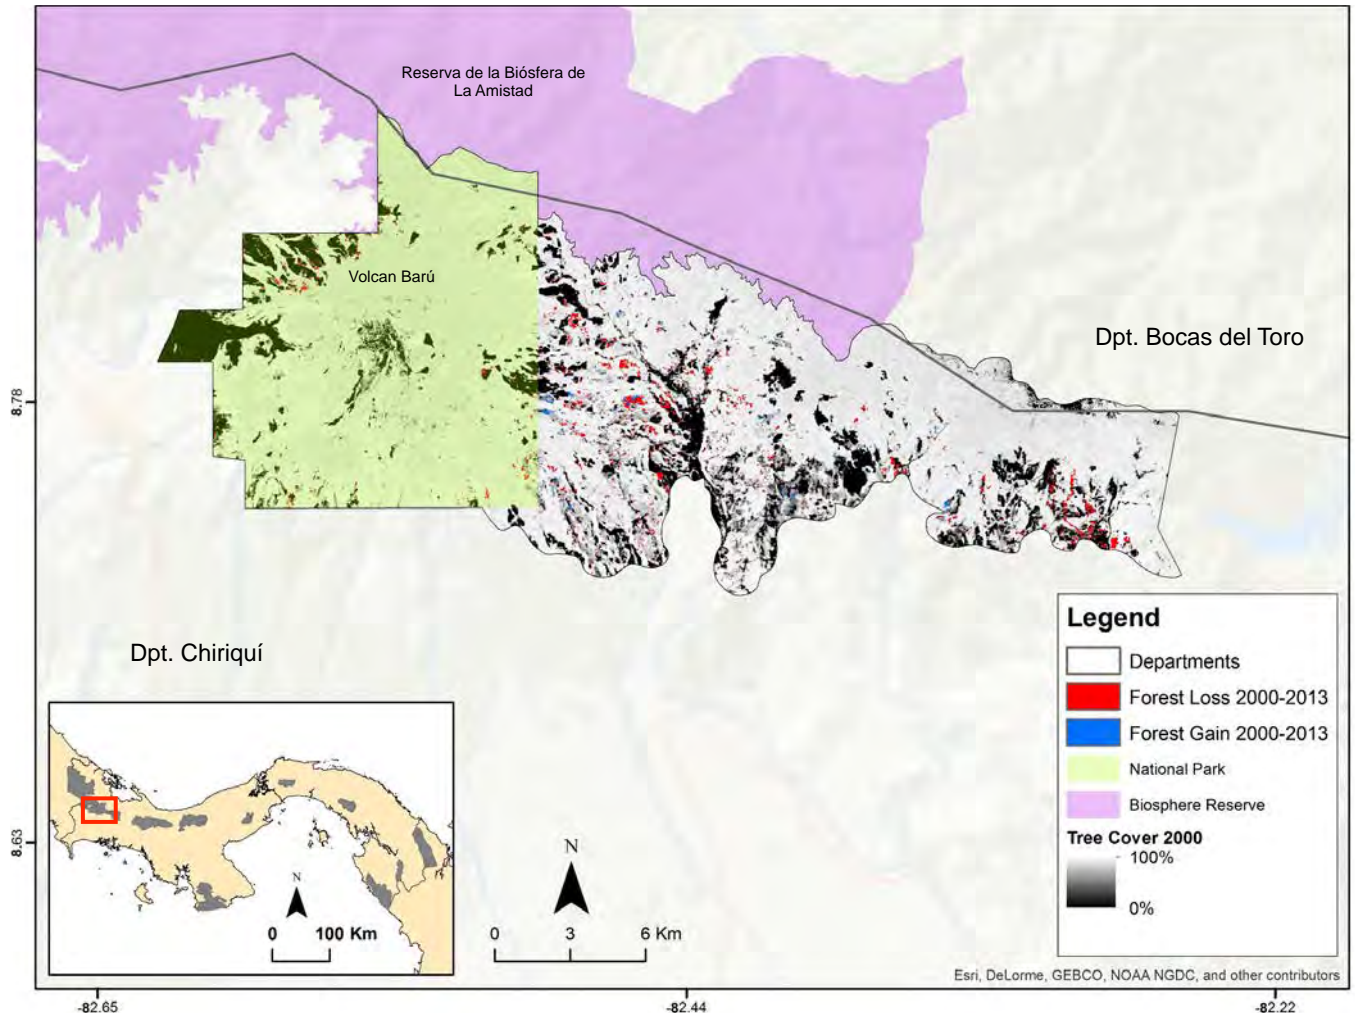 Reserva de la Biósfera de
La Amistad
Volcan Barú
Dpt. Bocas del Toro
8.78
Dpt. Chiriquí
Legend
Departments
Forest Loss 2000-2013
Forest Gain 2000-2013
National Park
Biosphere Reserve
Tree Cover 2000
100%
0%
8.63
N
0 100 Km
N
0 3 6 Km
Esri, DeLorme, GEBCO, NOAA NGDC, and other contributors
-82.65 -82.44 -82.22